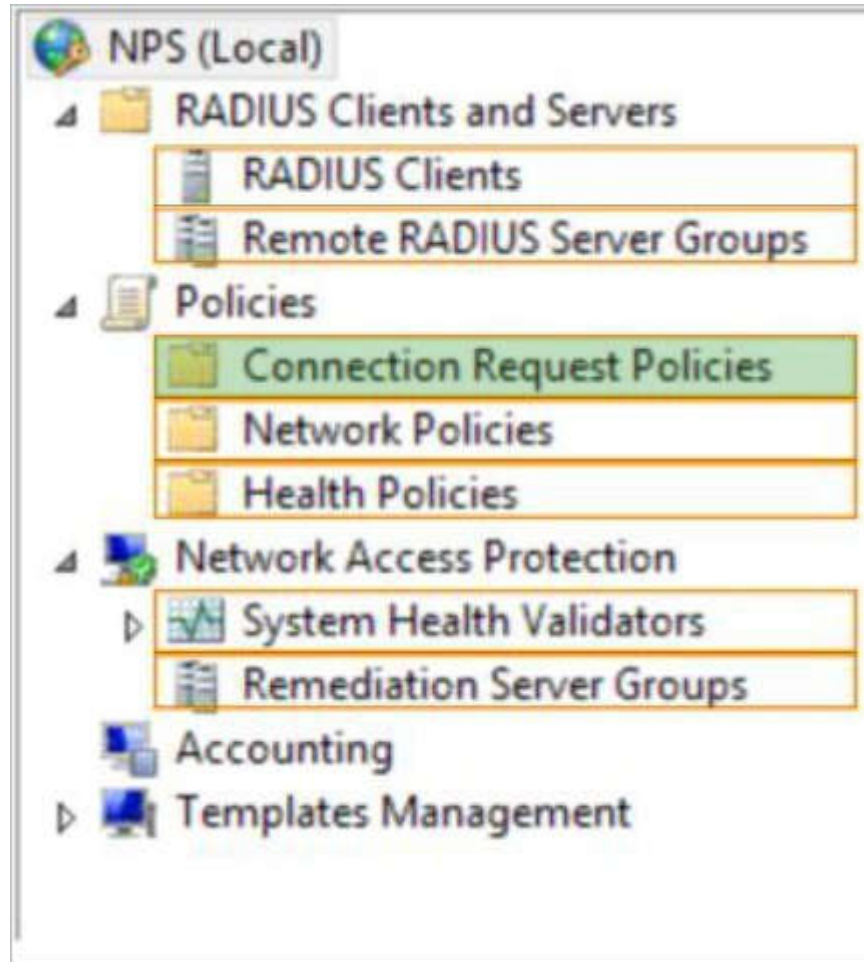 NPS (Local)
RADIUS Clients and Servers
RADIUS Clients
Remote RADIUS Server Groups
Policies
Connection Request Policies
Network Policies
Health Policies
Network Access Protection
System Health Validators
Remediation Server Groups
Accounting
Templates Management